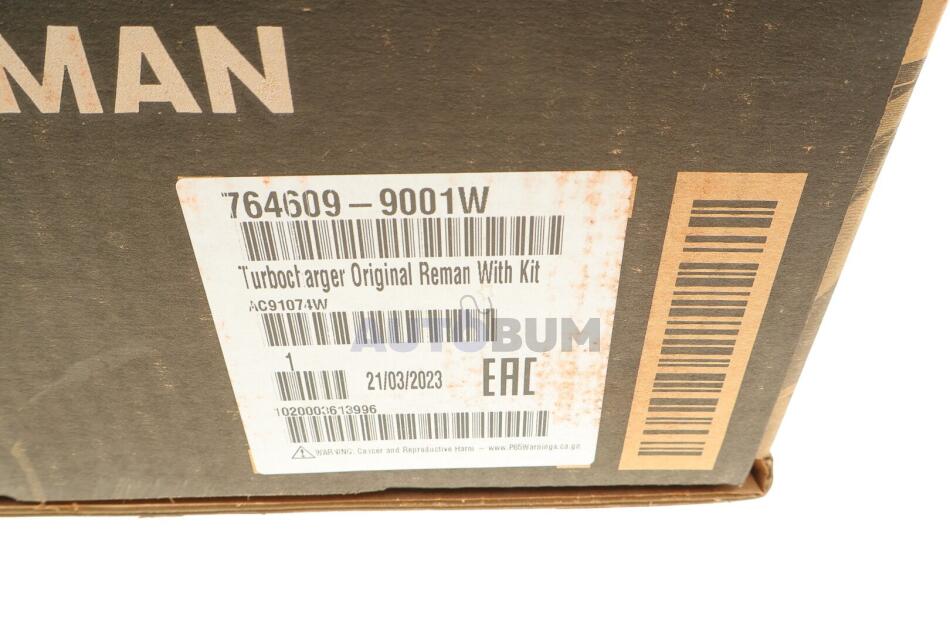 MAN
764609-9001W
Turbocharger Original Reman With Kit
AC91074W
AUTOBUM
1
21/03/2023
EAC
1020003613996
WARNING: Cancer and Reproductive Harm - www.P65Warnings.ca.gov